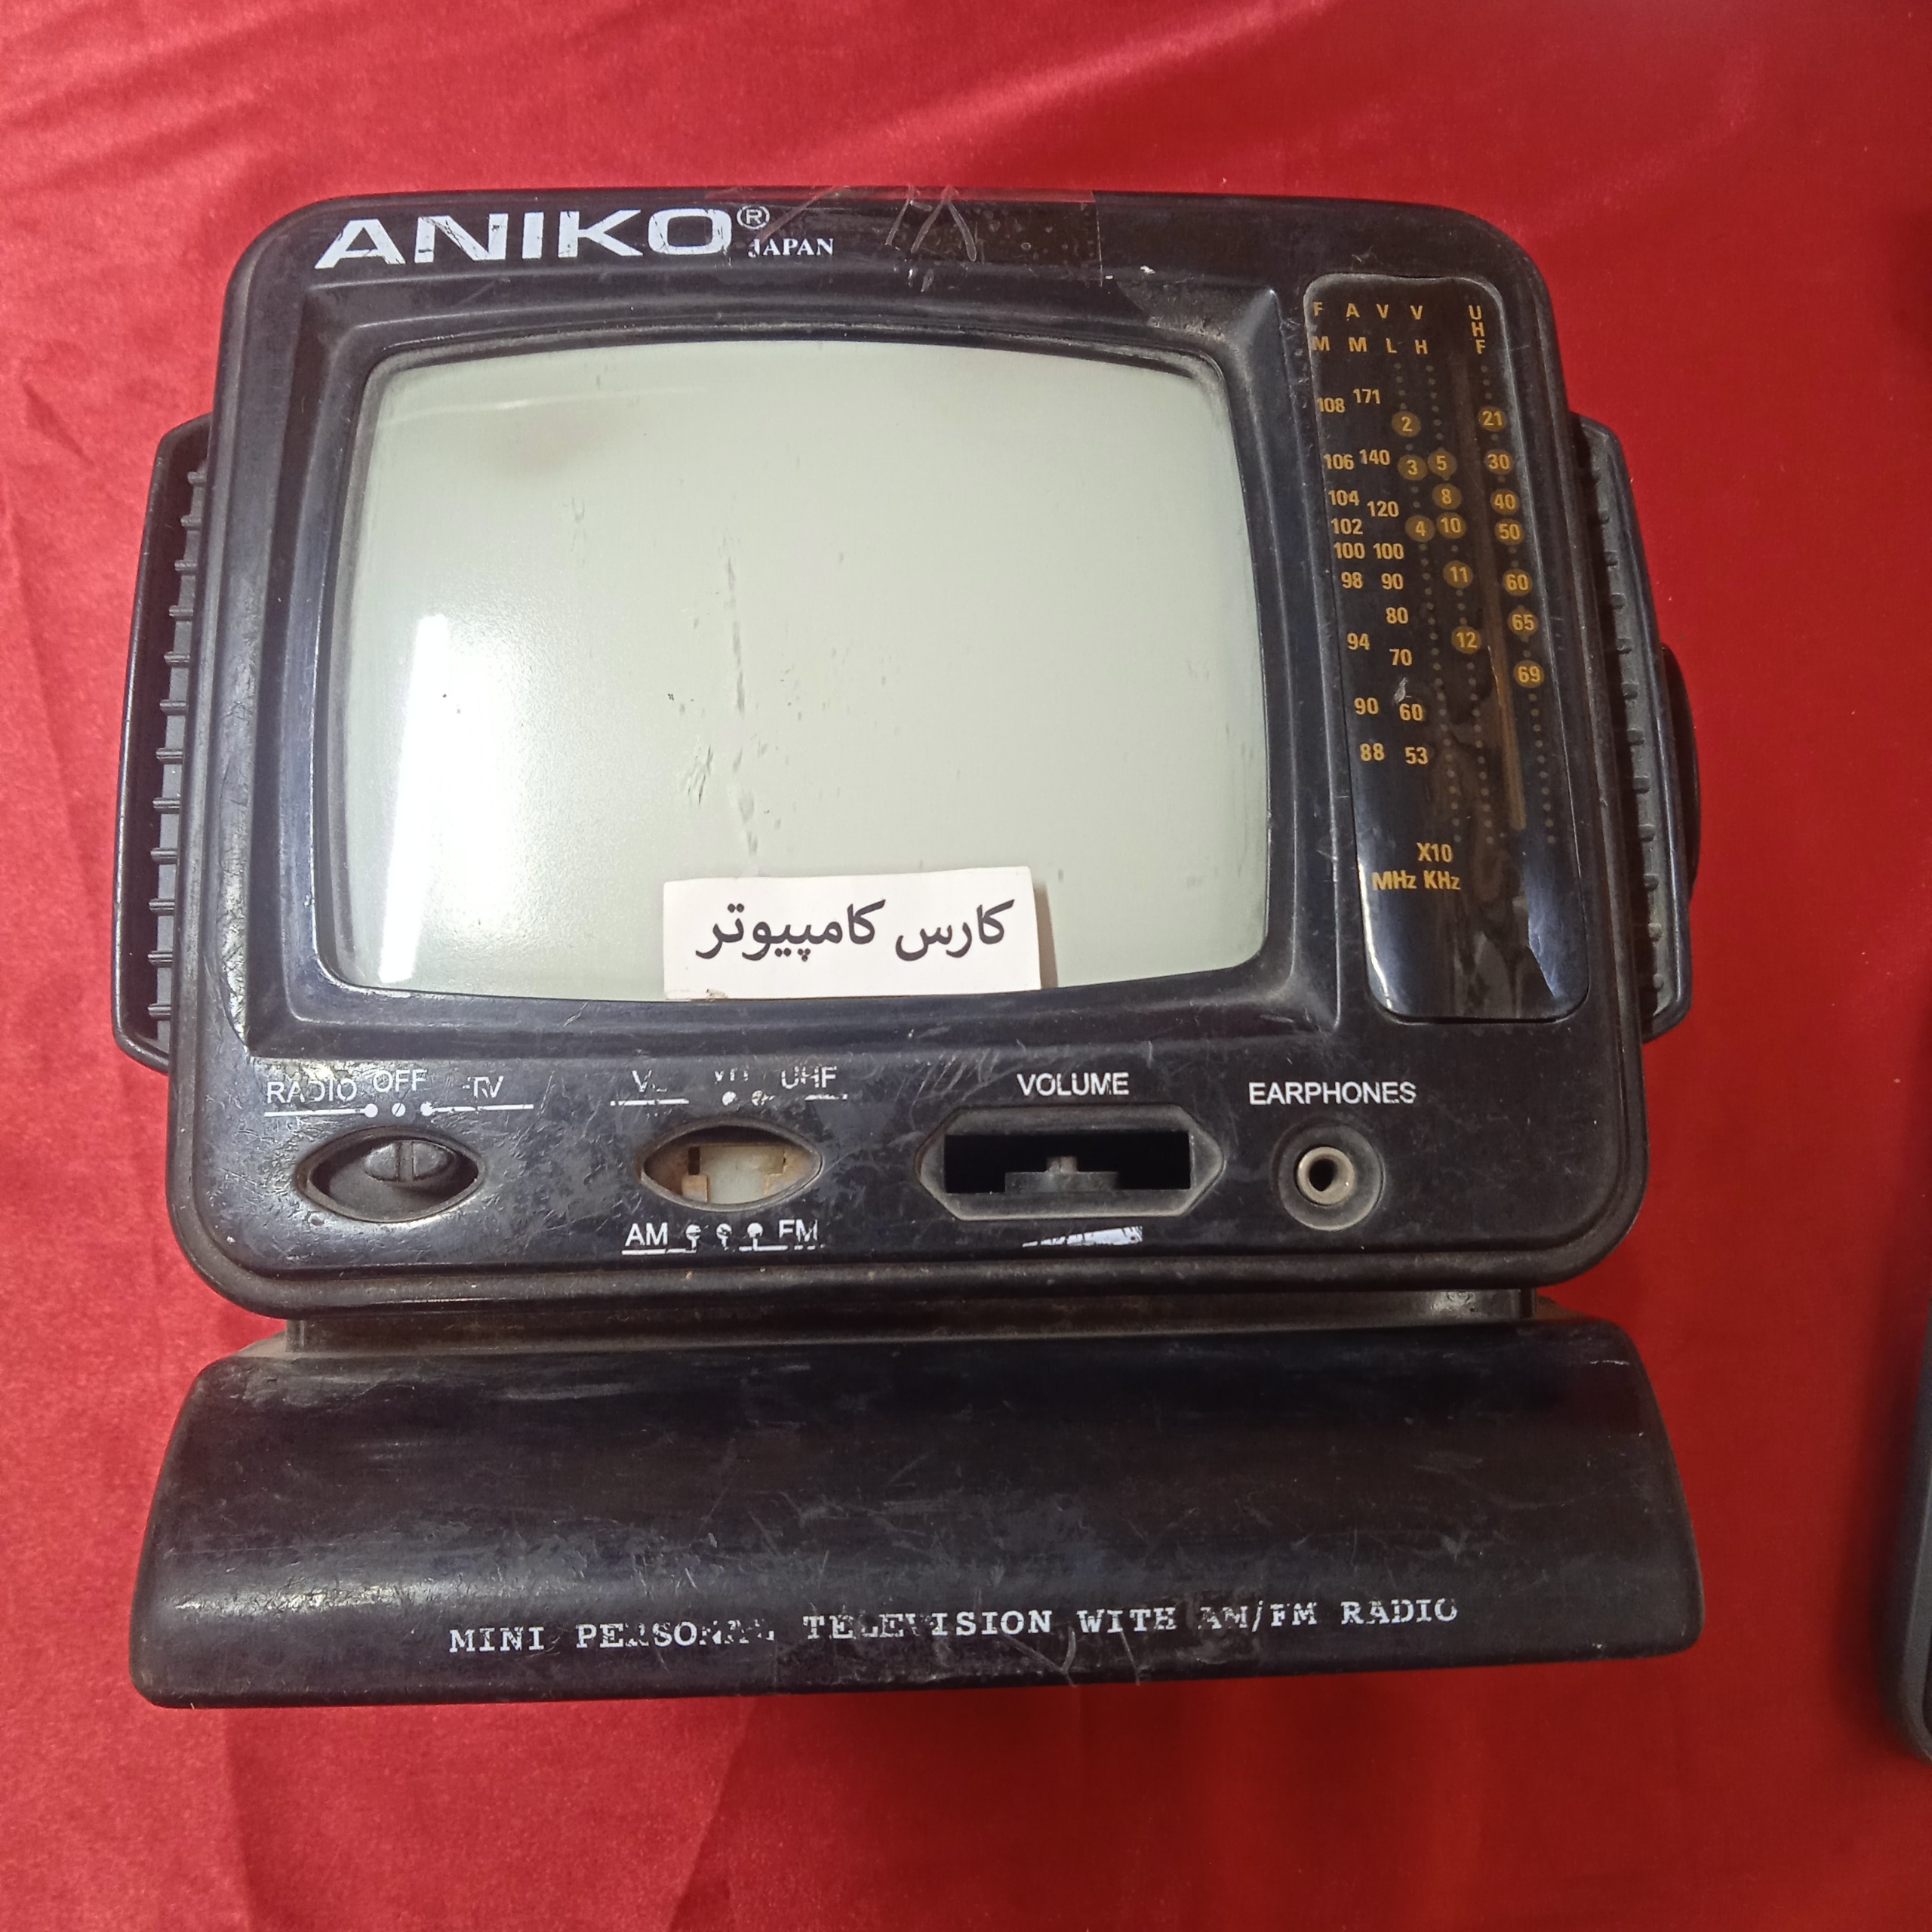 ANIKO®
JAPAN
۲۸
F A V V U
M M L H H
F
108 171 2 21
106 140 3 5 30
104 120 8 40
102 4 10 50
100 100
98 90 11 60
80 65
94 70 12 69
90 60
88 53
X10
MHz KHz
کارس کامپیوتر
RADIO OFF TV UHF VOLUME EARPHONES
AM FM
MINI PERSONAL TELEVISION WITH AM/FM RADIO